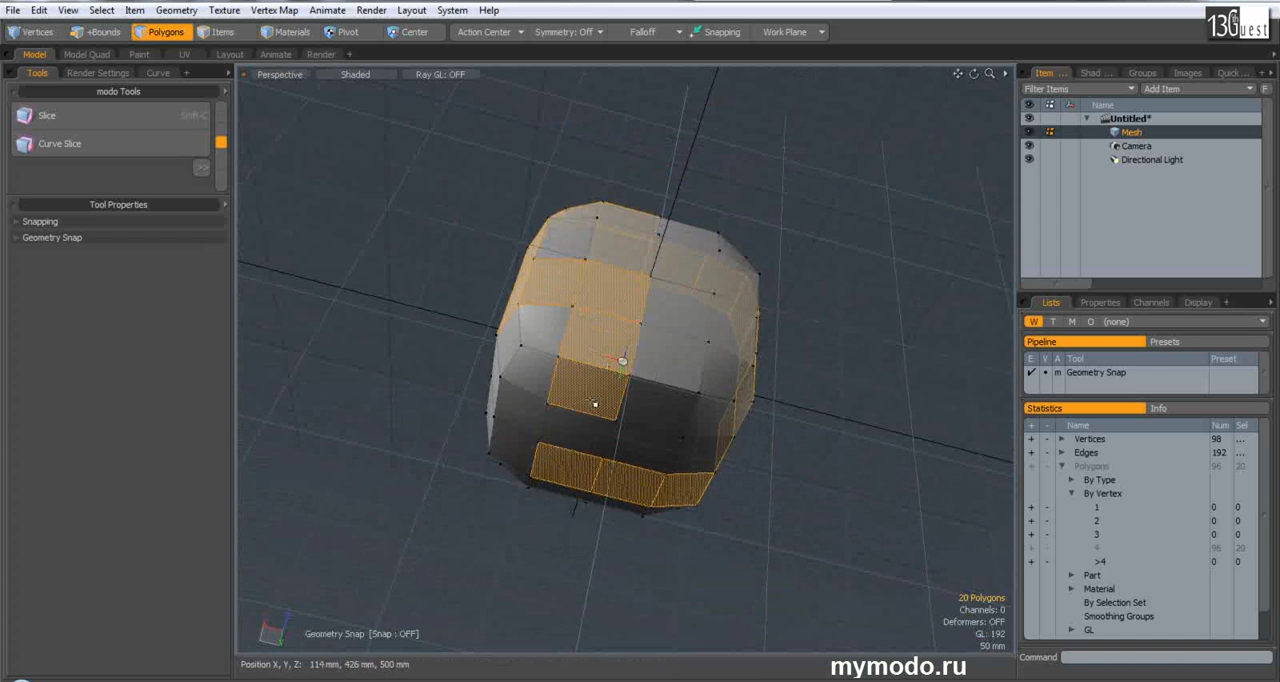 File Edit View Select Item Geometry Texture Vertex Map Animate Render Layout System Help
136th uest
Vertices +Bounds Polygons Items Materials Pivot Center Action Center Symmetry: Off Falloff Snapping Work Plane
Model Model Quad Paint UV Layout Animate Render +
Tools Render Settings Curve +
modo Tools
Slice Shift-C
Curve Slice
>>
Tool Properties
Snapping
Geometry Snap
Perspective Shaded Ray GL: OFF
20 Polygons
Channels: 0
Deformers: OFF
GL: 192
50 mm
Geometry Snap [Snap : OFF]
Position X, Y, Z: 114 mm, 426 mm, 500 mm
Item ... Shad ... Groups Images Quick ... +
Filter Items Add Item F
Name
Untitled*
Mesh
Camera
Directional Light
Lists Properties Channels Display +
W T M O (none)
Pipeline Presets
E V A Tool Preset
m Geometry Snap
Statistics Info
+ - Name Num Sel
+ - Vertices 98 ...
+ - Edges 192 ...
Polygons 96 20
By Type
By Vertex
+ - 1 0 0
+ - 2 0 0
+ - 3 0 0
+ - 4 96 20
+ - >4 0 0
Part
Material
By Selection Set
Smoothing Groups
GL
Command
mymodo.ru